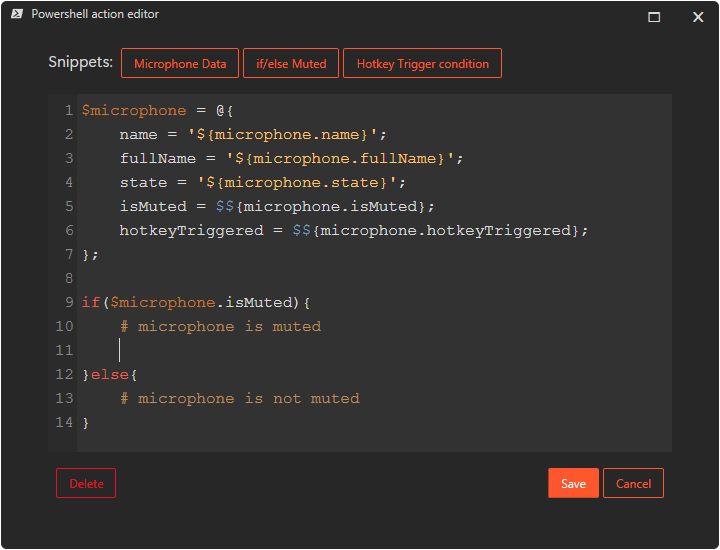 Powershell action editor
Snippets: Microphone Data if/else Muted Hotkey Trigger condition
1 $microphone = @{
2 name = '${microphone.name}';
3 fullName = '${microphone.fullName}';
4 state = '${microphone.state}';
5 isMuted = $${microphone.isMuted};
6 hotkeyTriggered = $${microphone.hotkeyTriggered};
7 };
8
9 if($microphone.isMuted){
10 # microphone is muted
11
12 }else{
13 # microphone is not muted
14 }
Delete Save Cancel